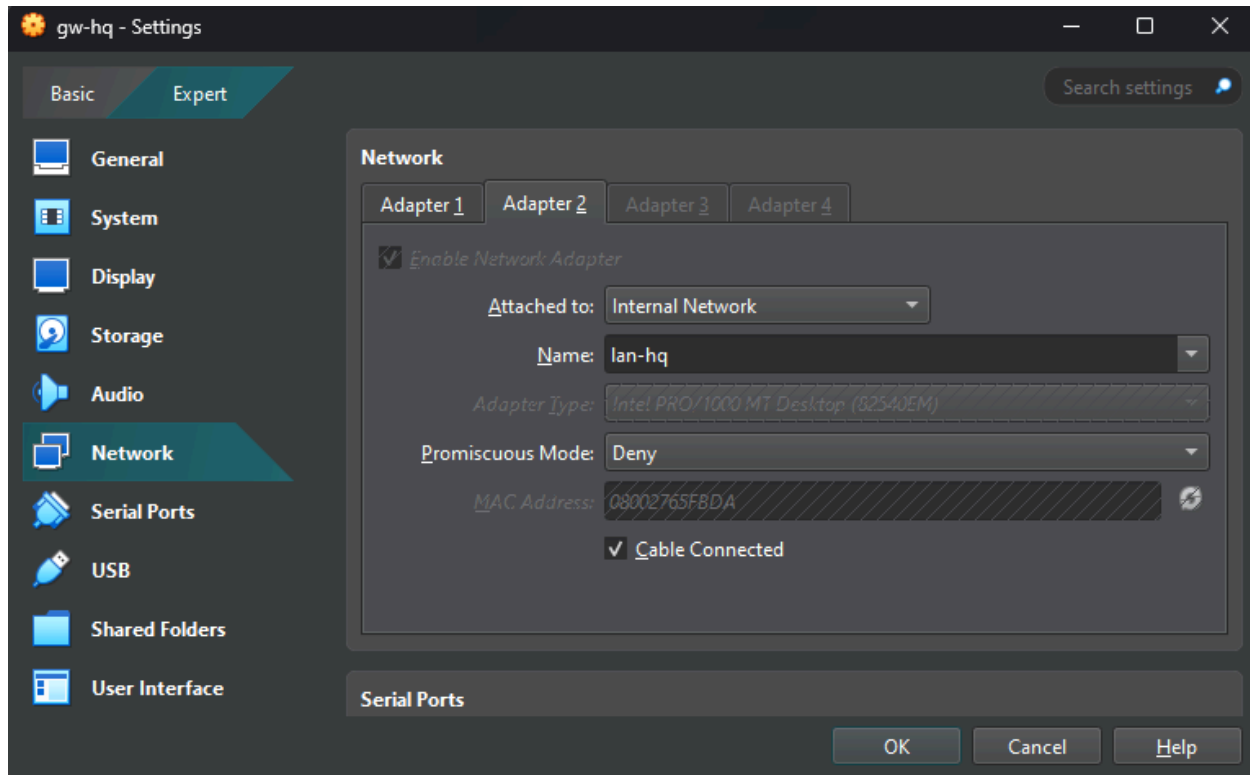 gw-hq - Settings
Basic
Expert
Search settings
General
System
Display
Storage
Audio
Network
Serial Ports
USB
Shared Folders
User Interface
Network
Adapter 1
Adapter 2
Adapter 3
Adapter 4
Enable Network Adapter
Attached to: Internal Network
Name: lan-hq
Adapter Type: Intel PRO/1000 MT Desktop (82540EM)
Promiscuous Mode: Deny
MAC Address: 08002765FBDA
Cable Connected
Serial Ports
OK
Cancel
Help